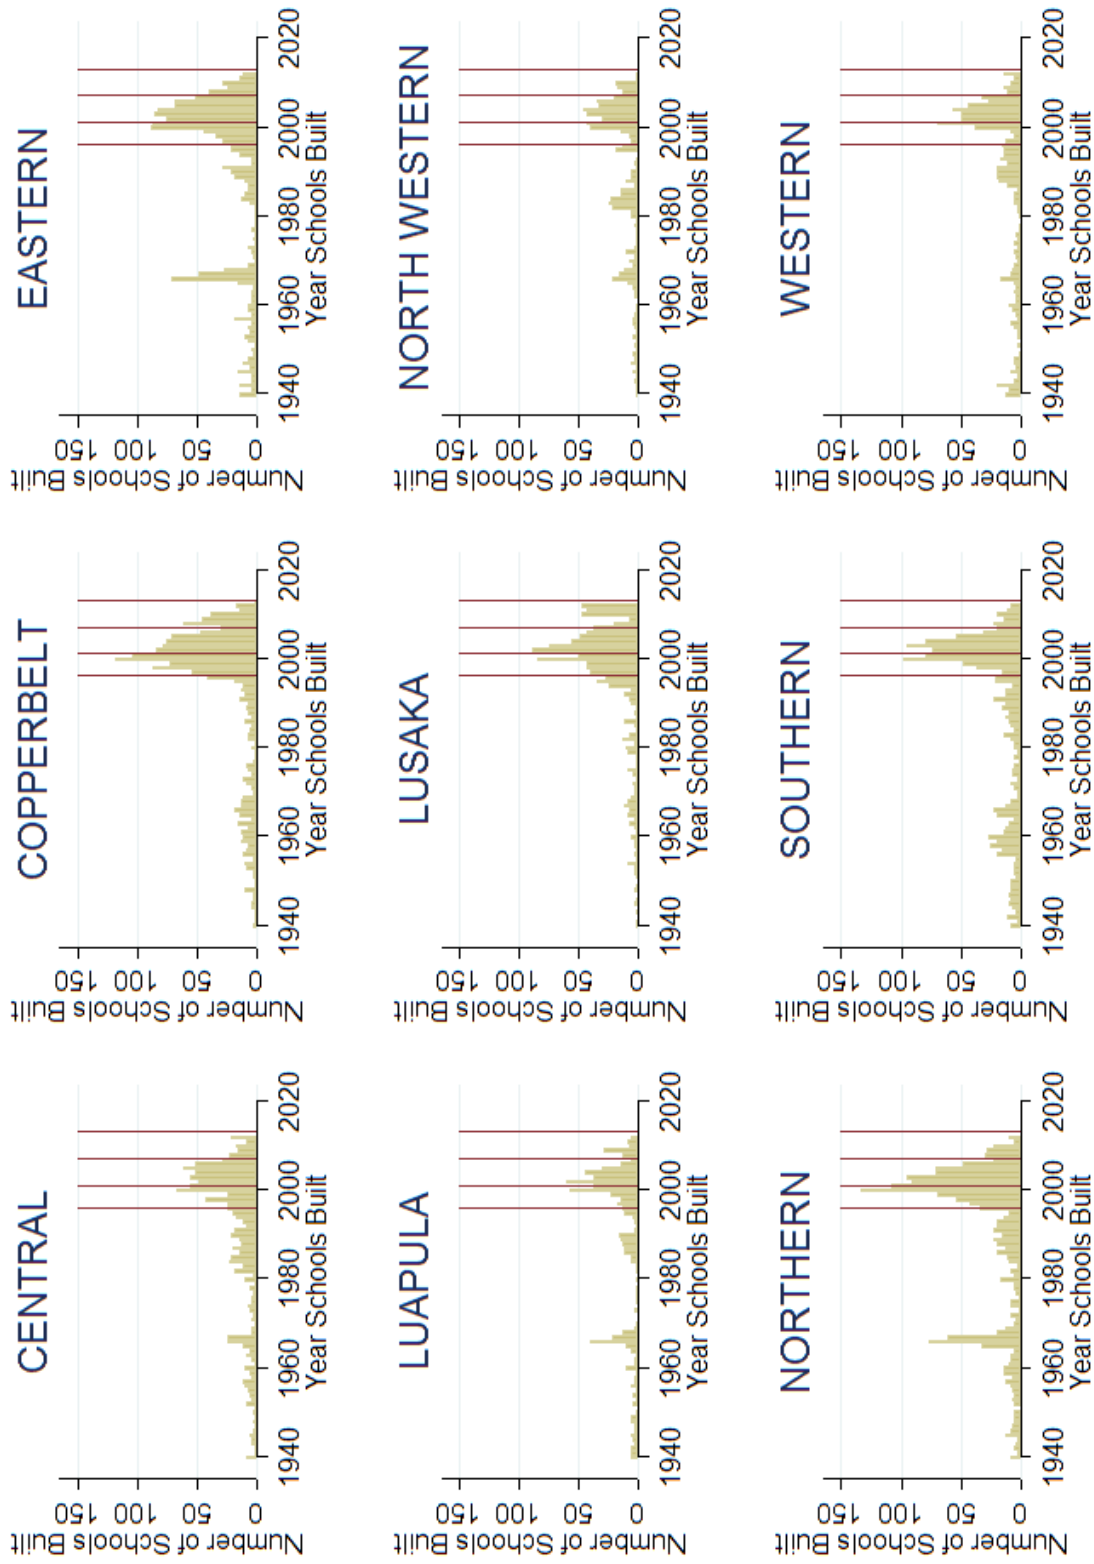 CENTRAL
Number of Schools Built
0 50 100 150
1940 1960 1980 2000 2020
Year Schools Built
COPPERBELT
Number of Schools Built
0 50 100 150
1940 1960 1980 2000 2020
Year Schools Built
EASTERN
Number of Schools Built
0 50 100 150
1940 1960 1980 2000 2020
Year Schools Built
LUAPULA
Number of Schools Built
0 50 100 150
1940 1960 1980 2000 2020
Year Schools Built
LUSAKA
Number of Schools Built
0 50 100 150
1940 1960 1980 2000 2020
Year Schools Built
NORTH WESTERN
Number of Schools Built
0 50 100 150
1940 1960 1980 2000 2020
Year Schools Built
NORTHERN
Number of Schools Built
0 50 100 150
1940 1960 1980 2000 2020
Year Schools Built
SOUTHERN
Number of Schools Built
0 50 100 150
1940 1960 1980 2000 2020
Year Schools Built
WESTERN
Number of Schools Built
0 50 100 150
1940 1960 1980 2000 2020
Year Schools Built